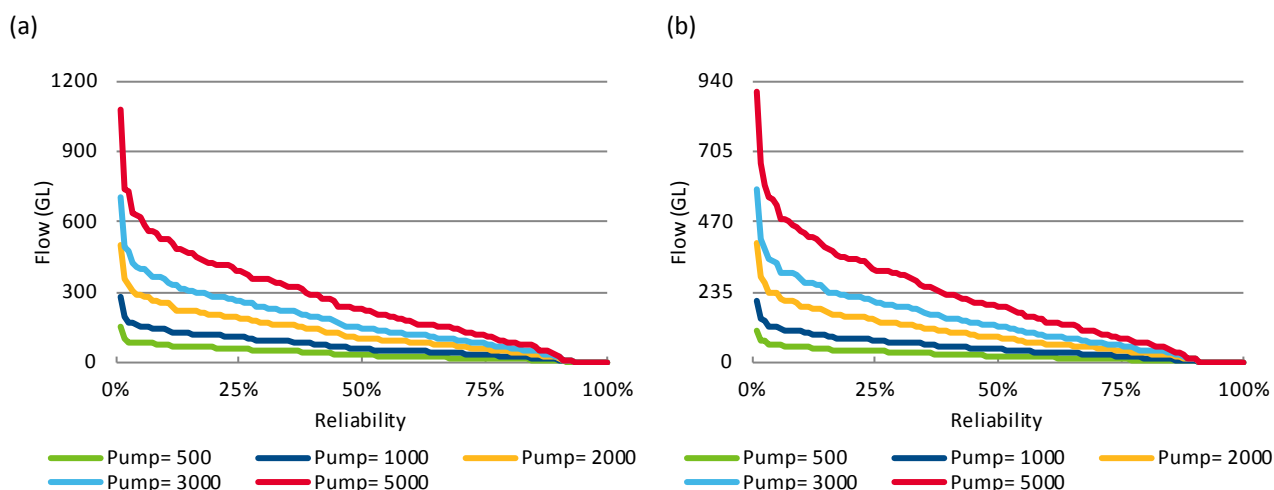 (a)
(b)
1200
900
600
300
0
Flow (GL)
0% 25% 50% 75% 100%
Reliability
Pump= 500 Pump= 1000 Pump= 2000
Pump= 3000 Pump= 5000
940
705
470
235
0
Flow (GL)
0% 25% 50% 75% 100%
Reliability
Pump= 500 Pump= 1000 Pump= 2000
Pump= 3000 Pump= 5000